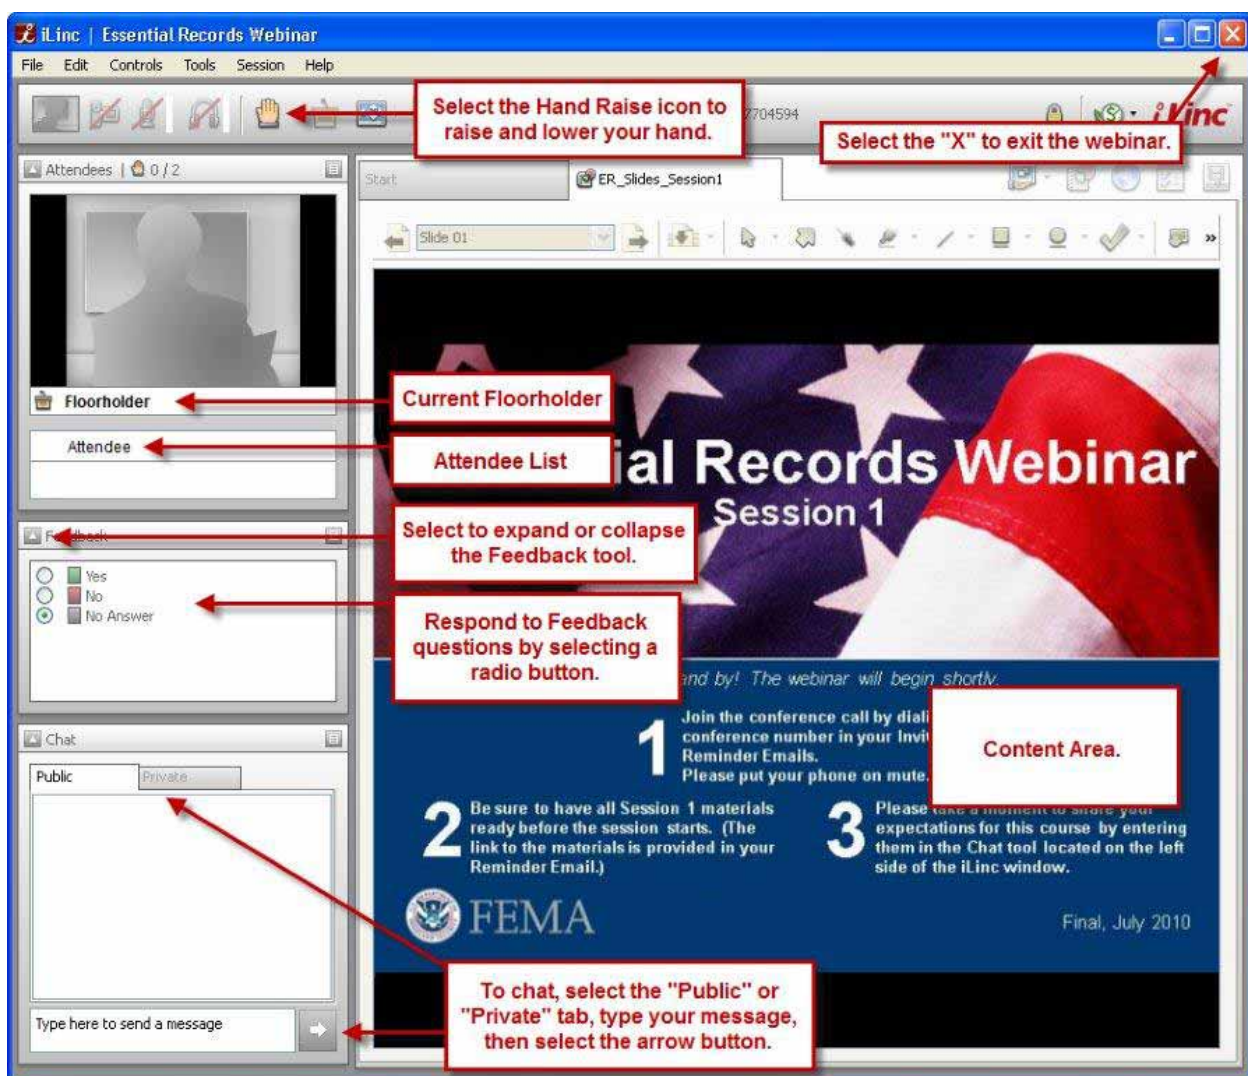 iLinc | Essential Records Webinar
File Edit Controls Tools Session Help
Select the Hand Raise icon to
raise and lower your hand.
7704594
iLinc
Select the "X" to exit the webinar.
Attendees | 0 / 2
Start
ER_Slides_Session1
Slide 01
»
Floorholder
Current Floorholder
Attendee
Attendee List
ial Records Webinar
Session 1
Feedback
Select to expand or collapse
the Feedback tool.
Yes
No
No Answer
Respond to Feedback
questions by selecting a
radio button.
by! The webinar will begin shortly.
1
Join the conference call by
conference number in your
Reminder Emails.
Please put your phone on mute.
Content Area.
2
Be sure to have all Session 1 materials
ready before the session starts. (The
link to the materials is provided in your
Reminder Email.)
3
Please take a moment to share your
expectations for this course by entering
them in the Chat tool located on the left
side of the iLinc window.
FEMA
Final, July 2010
Chat
Public Private
To chat, select the "Public" or
"Private" tab, type your message,
then select the arrow button.
Type here to send a message